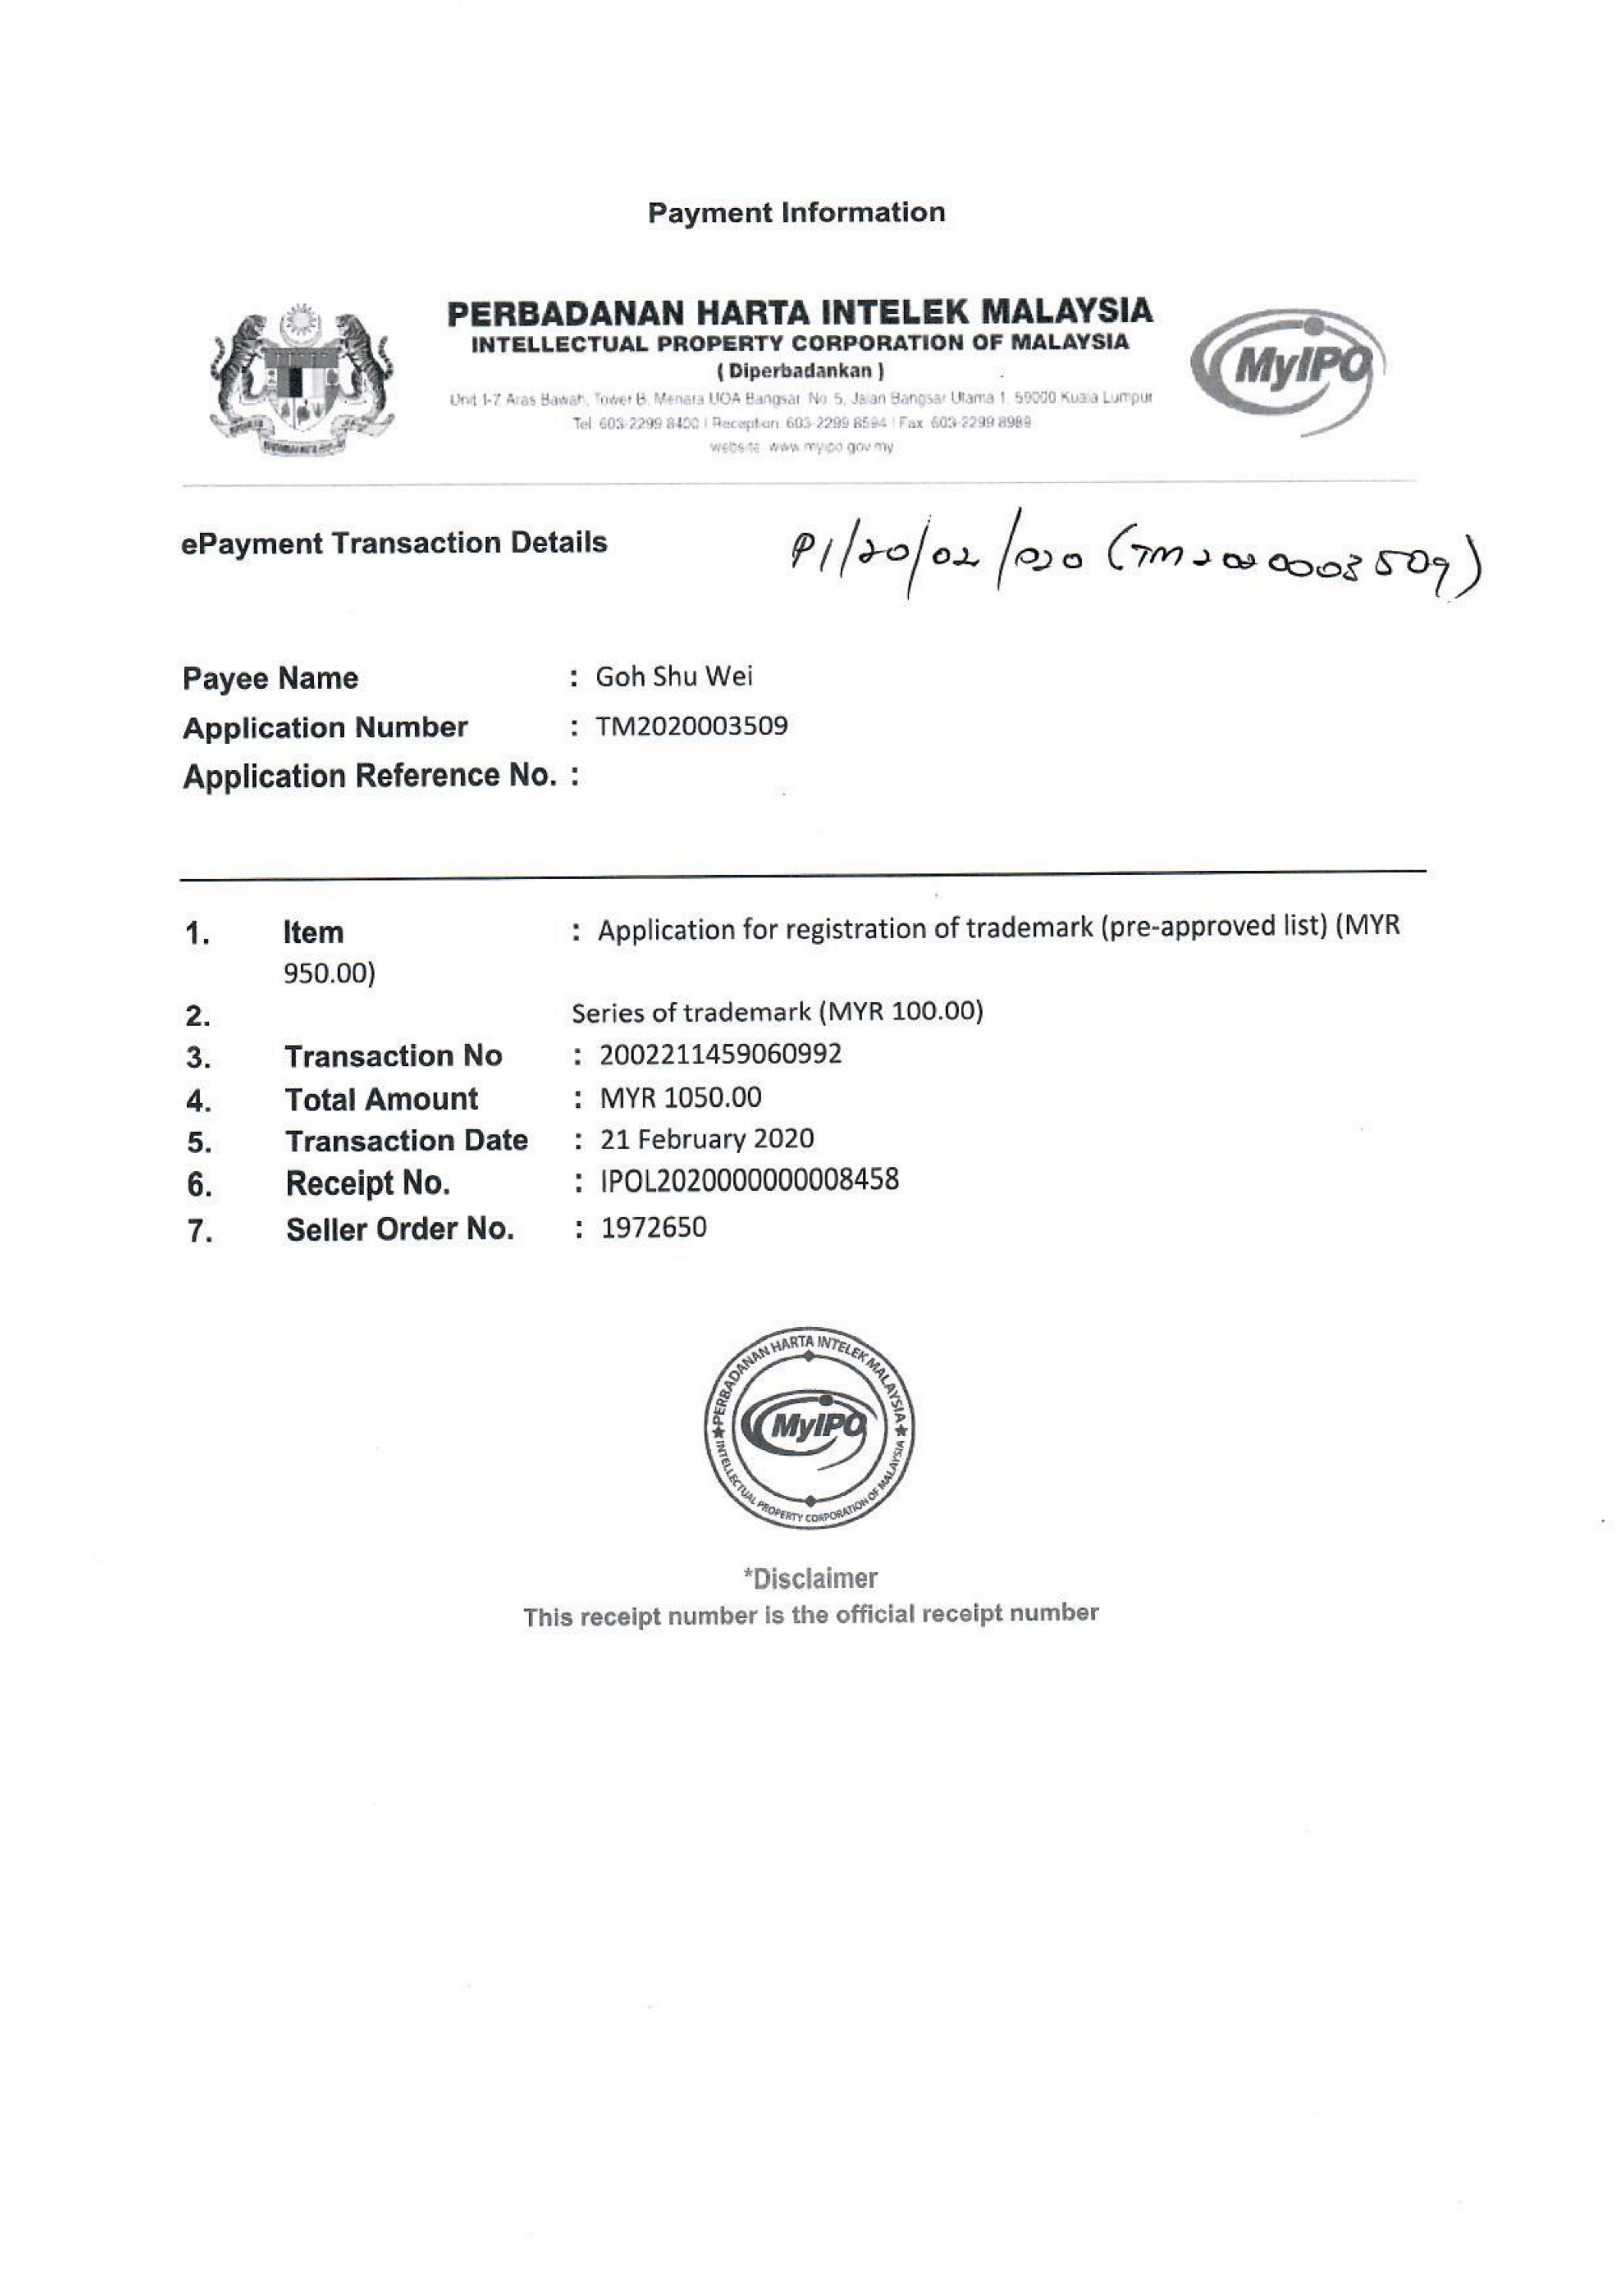 Payment Information
PERBADANAN HARTA INTELEK MALAYSIA
INTELLECTUAL PROPERTY CORPORATION OF MALAYSIA
( Diperbadankan )
Unit 1-7 Aras Bawah, Tower B, Menara UOA Bangsar No. 5, Jalan Bangsar Utama 1, 59000 Kuala Lumpur
Tel 603-2299 8400 | Reception 603-2299 8594 | Fax 603-2299 8989
website www.myipo.gov.my
MyIPO
ePayment Transaction Details
P1/20/02/020 (TM2020003509)
Payee Name : Goh Shu Wei
Application Number : TM2020003509
Application Reference No. :
1. Item : Application for registration of trademark (pre-approved list) (MYR
950.00)
2. Series of trademark (MYR 100.00)
3. Transaction No : 2002211459060992
4. Total Amount : MYR 1050.00
5. Transaction Date : 21 February 2020
6. Receipt No. : IPOL2020000000008458
7. Seller Order No. : 1972650
PERBADANAN HARTA INTELEK MALAYSIA
MyIPO
INTELLECTUAL PROPERTY CORPORATION OF MALAYSIA
*Disclaimer
This receipt number is the official receipt number